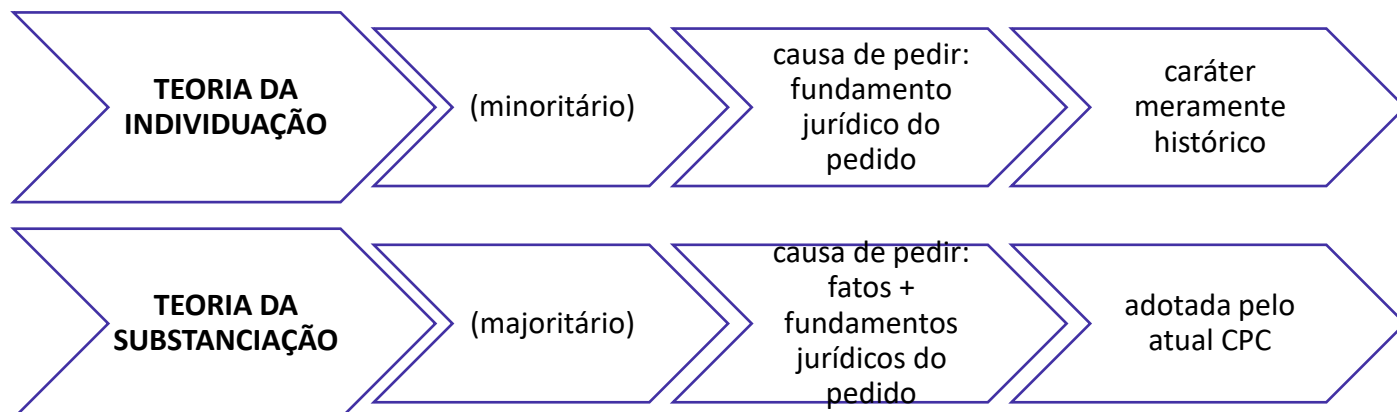 TEORIA DA
INDIVIDUAÇÃO
(minoritário)
causa de pedir:
fundamento
jurídico do
pedido
caráter
meramente
histórico
TEORIA DA
SUBSTANCIAÇÃO
(majoritário)
causa de pedir:
fatos +
fundamentos
jurídicos do
pedido
adotada pelo
atual CPC